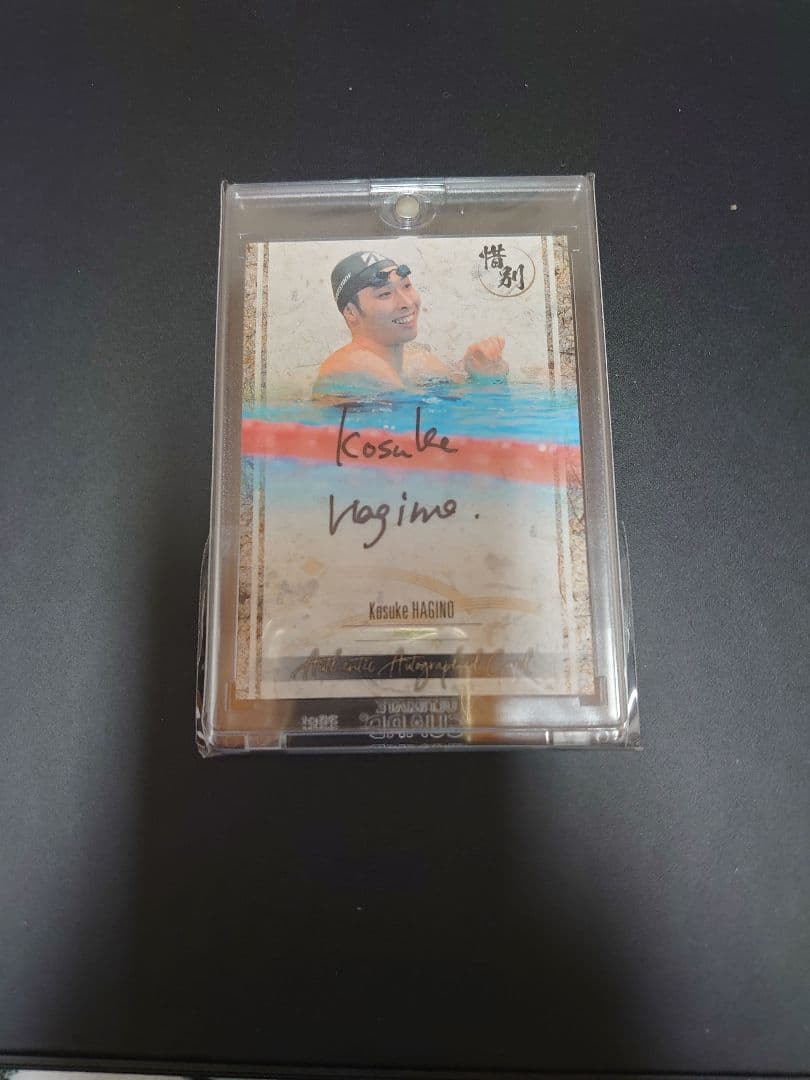 惜別
Kosuke
Hagino.
Kosuke HAGINO
Authentic Autographed Card